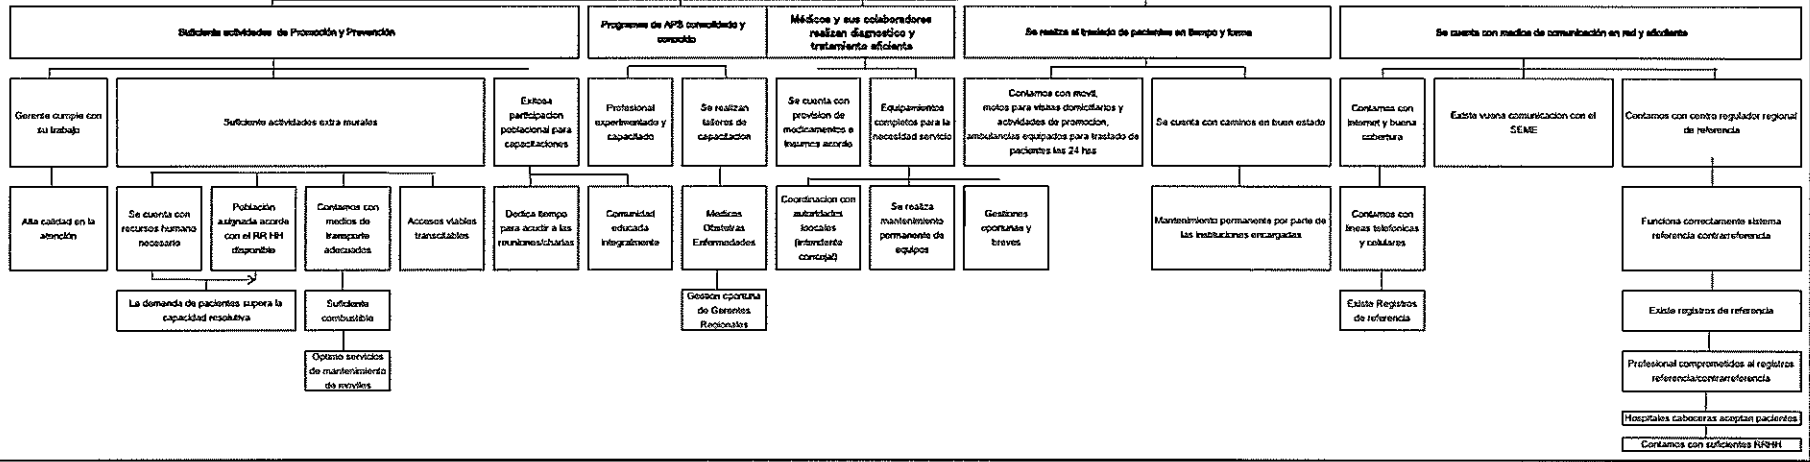 Suficiente actividades de Promoción y Prevención
Programas de APS consolidado y
conocido
Médicos y sus colaboradores
realizan diagnostico y
tratamiento eficiente
Se realiza el traslado de pacientes en tiempo y forma
Se cuenta con medios de comunicación en red y eficiente
Gerente cumple con
su trabajo
Suficiente actividades extra murales
Exitosa
participacion
poblacional para
capacitaciones
Profesional
experimentado y
capacitado
Se realizan
talleres de
capacitacion
Se cuenta con
provision de
medicamentos e
insumos acorde
Equipamientos
completos para la
necesidad servicio
Contamos con movil,
motos para visitas domiciliarios y
actividades de promocion,
ambulancias equipados para traslado de
pacientes las 24 hss
Se cuenta con caminos en buen estado
Contamos con
Internet y buena
cobertura
Existe vuena comunicacion con el
SEME
Contamos con centro regulador regional
de referencia
Alta calidad en la
atención
Se cuenta con
recursos humano
necesario
Población
asignada acorde
con el RR HH
disponible
Contamos con
medios de
transporte
adecuados
Accesos viables
transcitables
Dedica tiempo
para acudir a las
reuniones/charlas
Comunidad
educada
integralmente
Medicos
Obstetras
Enfermedades
Coordinacion con
autoridades
loocales
(intendente
concejal)
Se realiza
mantenimiento
permanente de
equipos
Gestiones
oportunas y
breves
Mantenimiento permanente por parte de
las instituciones encargadas
Contamos con
lineas telefonicas
y celulares
Funciona correctamente sistema
referencia contrarreferencia
La demanda de pacientes supera la
capacidad resolutiva
Suficiente
combustible
Gestion oportuna
de Gerentes
Regionales
Existe Registros
de referencia
Existe registros de referencia
Optimo servicios
de mantenimiento
de moviles
Profesional comprometidos al registros
referencia/contrarreferencia
Hospitales cabeceras aceptan pacientes
Contamos con suficientes RRHH